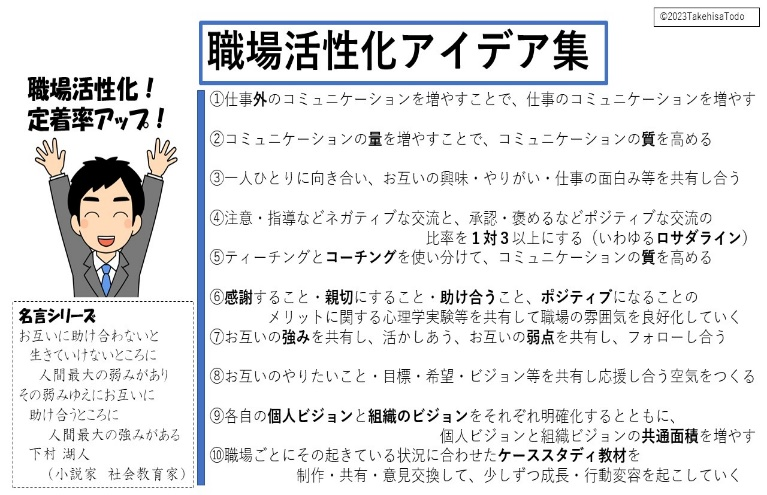 ©2023TakehisaTodo
職場活性化アイデア集
職場活性化！
定着率アップ！
①仕事外のコミュニケーションを増やすことで、仕事のコミュニケーションを増やす
②コミュニケーションの量を増やすことで、コミュニケーションの質を高める
③一人ひとりに向き合い、お互いの興味・やりがい・仕事の面白み等を共有し合う
④注意・指導などネガティブな交流と、承認・褒めるなどポジティブな交流の
比率を１対３以上にする（いわゆるロサダライン）
⑤ティーチングとコーチングを使い分けて、コミュニケーションの質を高める
⑥感謝すること・親切にすること・助け合うこと、ポジティブになることの
メリットに関する心理学実験等を共有して職場の雰囲気を良好化していく
⑦お互いの強みを共有し、活かしあう、お互いの弱点を共有し、フォローし合う
⑧お互いのやりたいこと・目標・希望・ビジョン等を共有し応援し合う空気をつくる
⑨各自の個人ビジョンと組織のビジョンをそれぞれ明確化するとともに、
個人ビジョンと組織ビジョンの共通面積を増やす
⑩職場ごとにその起きている状況に合わせたケーススタディ教材を
制作・共有・意見交換して、少しずつ成長・行動変容を起こしていく
名言シリーズ
お互いに助け合わないと
生きていけないところに
人間最大の弱みがあり
その弱みゆえにお互いに
助け合うところに
人間最大の強みがある
下村 湖人
（小説家 社会教育家）